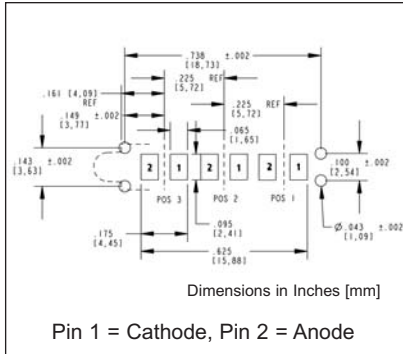 .738 ±.002
[18,73]
.225 REF
[5,72]
.161 [4,09]
REF
.149 ±.002
[3,77]
.225 REF
[5,72]
.065
[1,65]
.143 ±.002
[3,63]
.100 ±.002
[2,54]
2 1 2 1 2 1
POS 3 POS 2 POS 1
.175
[4,45]
.095
[2,41]
Ø.043 ±.002
[1,09]
.625
[15,88]
Dimensions in Inches [mm]
Pin 1 = Cathode, Pin 2 = Anode